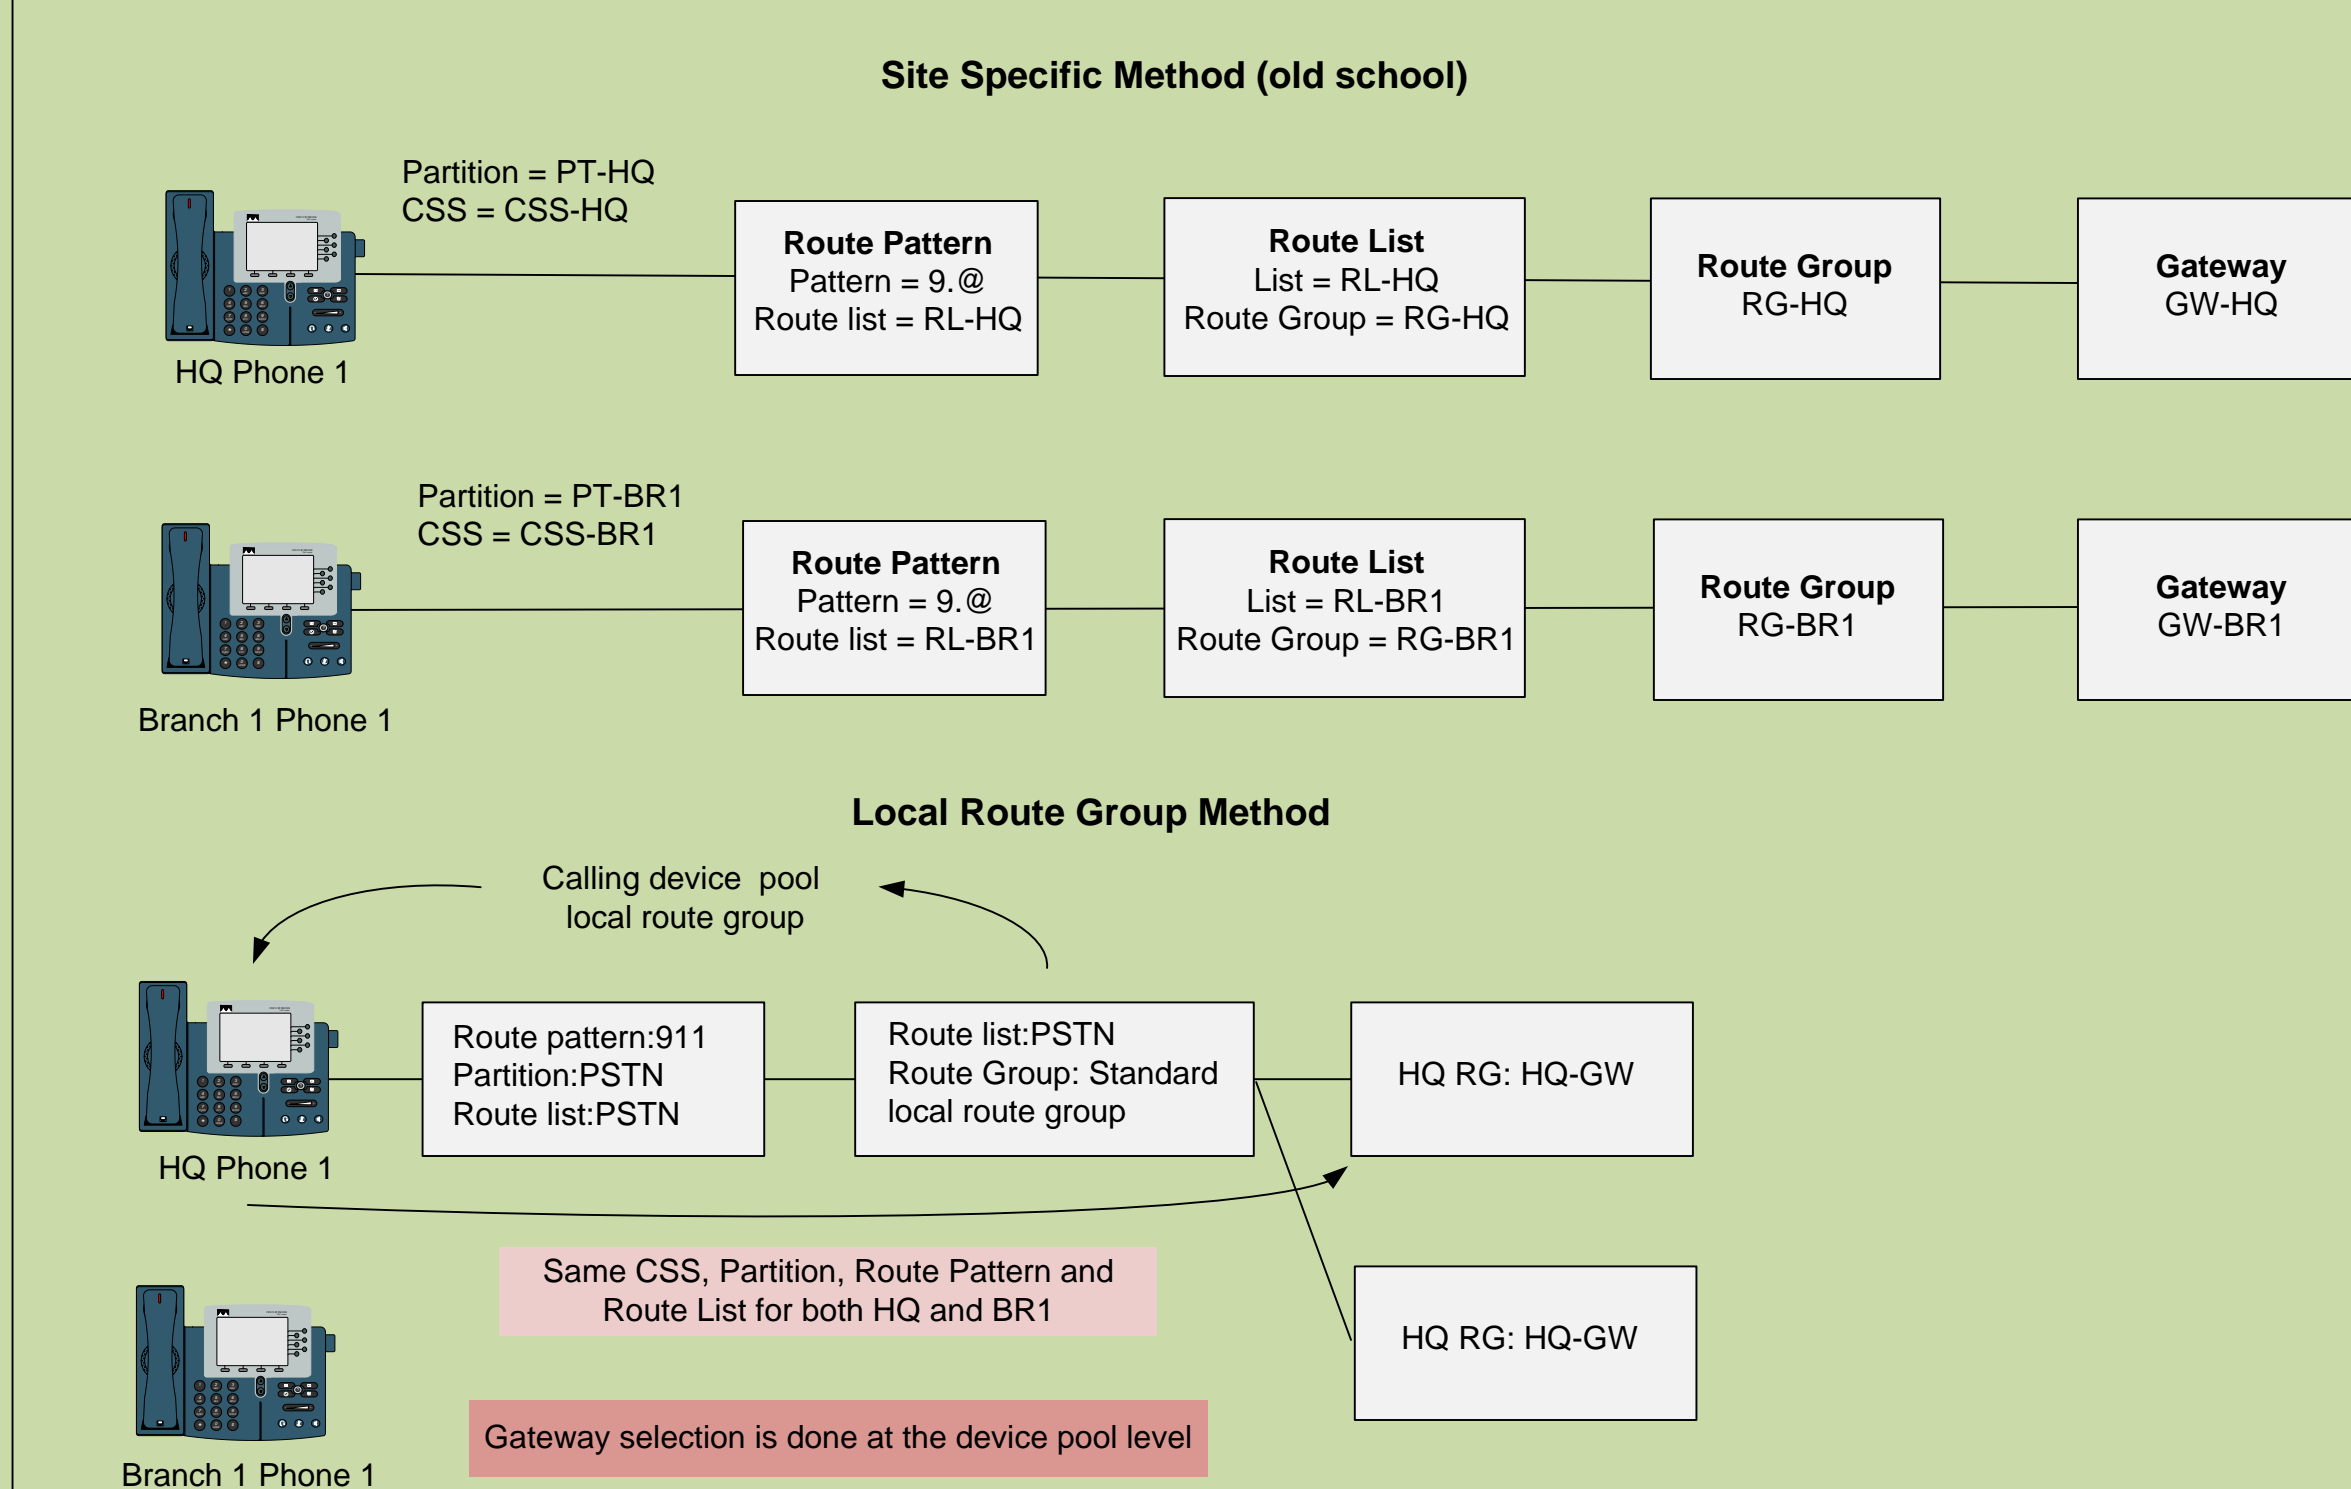 Site Specific Method (old school)
Partition = PT-HQ
CSS = CSS-HQ
Route Pattern
Pattern = 9.@
Route list = RL-HQ
Route List
List = RL-HQ
Route Group = RG-HQ
Route Group
RG-HQ
Gateway
GW-HQ
HQ Phone 1
Partition = PT-BR1
CSS = CSS-BR1
Route Pattern
Pattern = 9.@
Route list = RL-BR1
Route List
List = RL-BR1
Route Group = RG-BR1
Route Group
RG-BR1
Gateway
GW-BR1
Branch 1 Phone 1
Local Route Group Method
Calling device  pool
local route group
Route pattern:911
Partition:PSTN
Route list:PSTN
Route list:PSTN
Route Group: Standard
local route group
HQ RG: HQ-GW
HQ Phone 1
Same CSS, Partition, Route Pattern and
Route List for both HQ and BR1
HQ RG: HQ-GW
Gateway selection is done at the device pool level
Branch 1 Phone 1